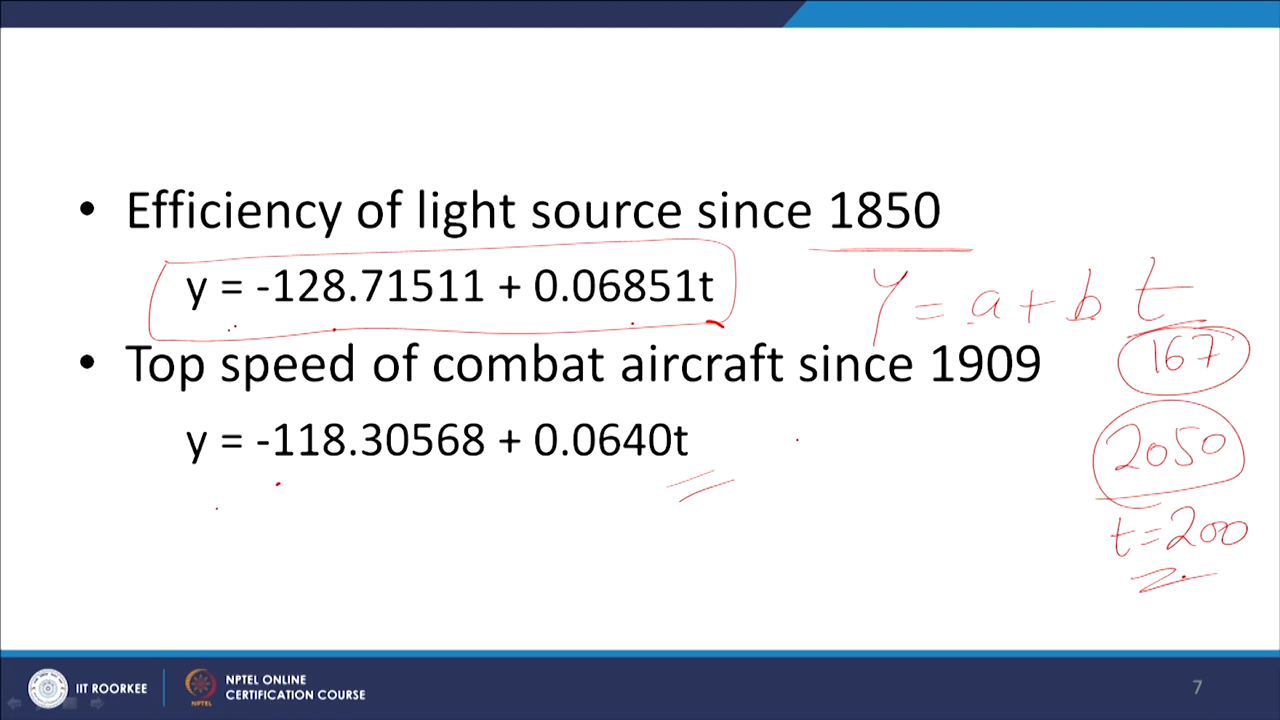 • Efficiency of light source since 1850
y = -128.71511 + 0.06851t
y = a + b t
167
• Top speed of combat aircraft since 1909
y = -118.30568 + 0.0640t
2050
t = 200
IIT ROORKEE
NPTEL ONLINE
CERTIFICATION COURSE
NPTEL
7